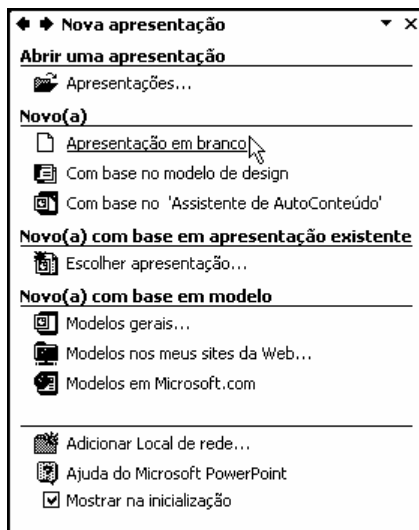 Nova apresentação
Abrir uma apresentação
Apresentações...
Novo(a)
Apresentação em branco
Com base no modelo de design
Com base no 'Assistente de AutoConteúdo'
Novo(a) com base em apresentação existente
Escolher apresentação...
Novo(a) com base em modelo
Modelos gerais...
Modelos nos meus sites da Web...
Modelos em Microsoft.com
Adicionar Local de rede...
Ajuda do Microsoft PowerPoint
Mostrar na inicialização